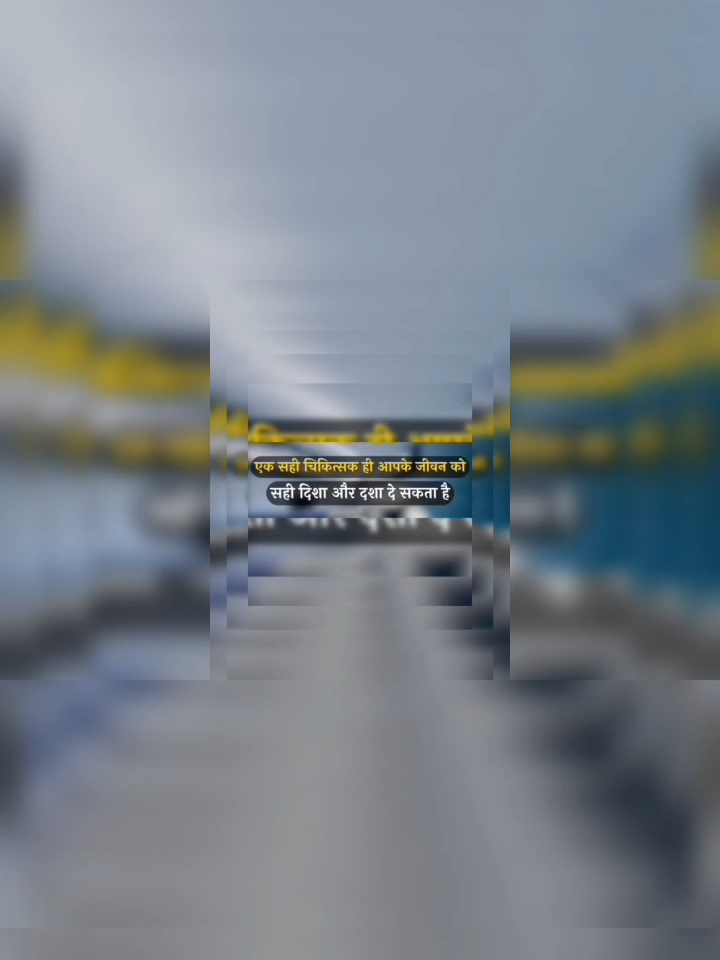 एक सही चिकित्सक ही आपके जीवन को
सही दिशा और दशा दे सकता है